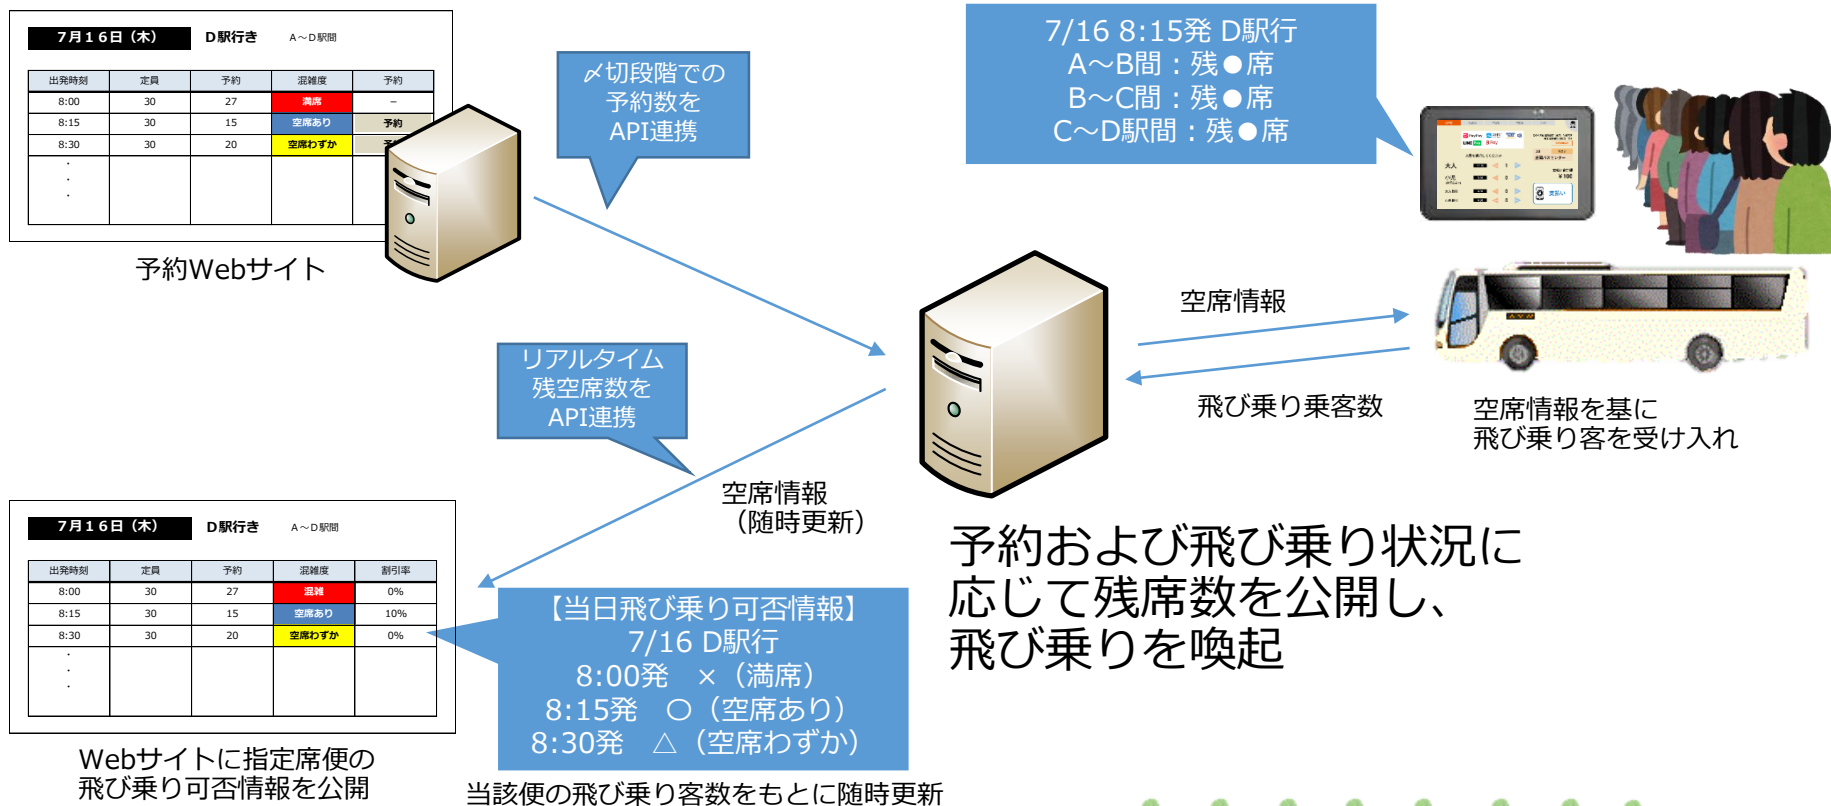 7月16日（木） D駅行き A～D駅間
出発時刻 定員 予約 混雑度 予約
8:00 30 27 満席 －
8:15 30 15 空席あり 予約
8:30 30 20 空席わずか
予約Webサイト
〆切段階での
予約数を
API連携
7/16 8:15発 D駅行
A～B間：残●席
B～C間：残●席
C～D駅間：残●席
PayPay
LINE Pay
大人
小児
¥100
支払い
空席情報
飛び乗り乗客数
空席情報を基に
飛び乗り客を受け入れ
リアルタイム
残空席数を
API連携
空席情報
（随時更新）
予約および飛び乗り状況に
応じて残席数を公開し、
飛び乗りを喚起
7月16日（木） D駅行き A～D駅間
出発時刻 定員 予約 混雑度 割引率
8:00 30 27 混雑 0%
8:15 30 15 空席あり 10%
8:30 30 20 空席わずか 0%
Webサイトに指定席便の
飛び乗り可否情報を公開
【当日飛び乗り可否情報】
7/16 D駅行
8:00発　×（満席）
8:15発　〇（空席あり）
8:30発　△（空席わずか）
当該便の飛び乗り客数をもとに随時更新